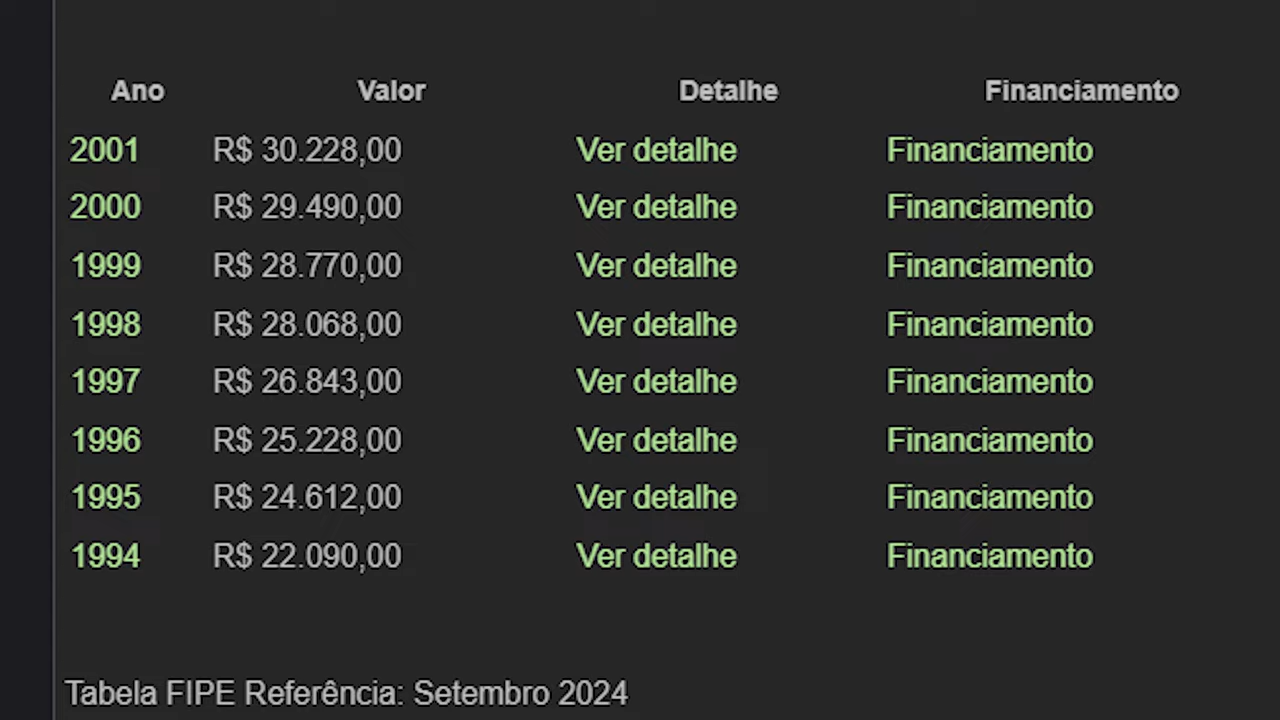 Ano Valor Detalhe Financiamento
2001 R$ 30.228,00 Ver detalhe Financiamento
2000 R$ 29.490,00 Ver detalhe Financiamento
1999 R$ 28.770,00 Ver detalhe Financiamento
1998 R$ 28.068,00 Ver detalhe Financiamento
1997 R$ 26.843,00 Ver detalhe Financiamento
1996 R$ 25.228,00 Ver detalhe Financiamento
1995 R$ 24.612,00 Ver detalhe Financiamento
1994 R$ 22.090,00 Ver detalhe Financiamento
Tabela FIPE Referência: Setembro 2024